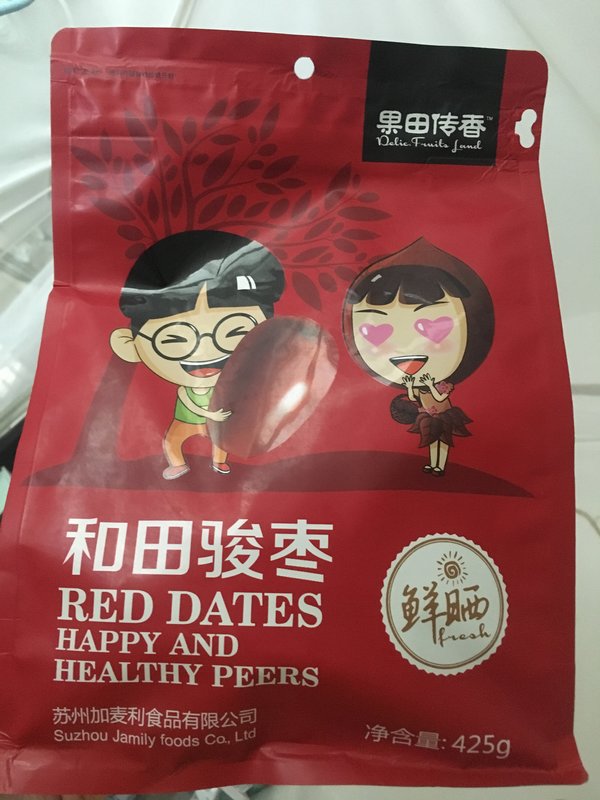 果田传香™
Delic Fruits Land
和田骏枣
RED DATES
HAPPY AND
HEALTHY PEERS
鲜晒
fresh
苏州加麦利食品有限公司
Suzhou Jamily foods Co., Ltd
净含量: 425g